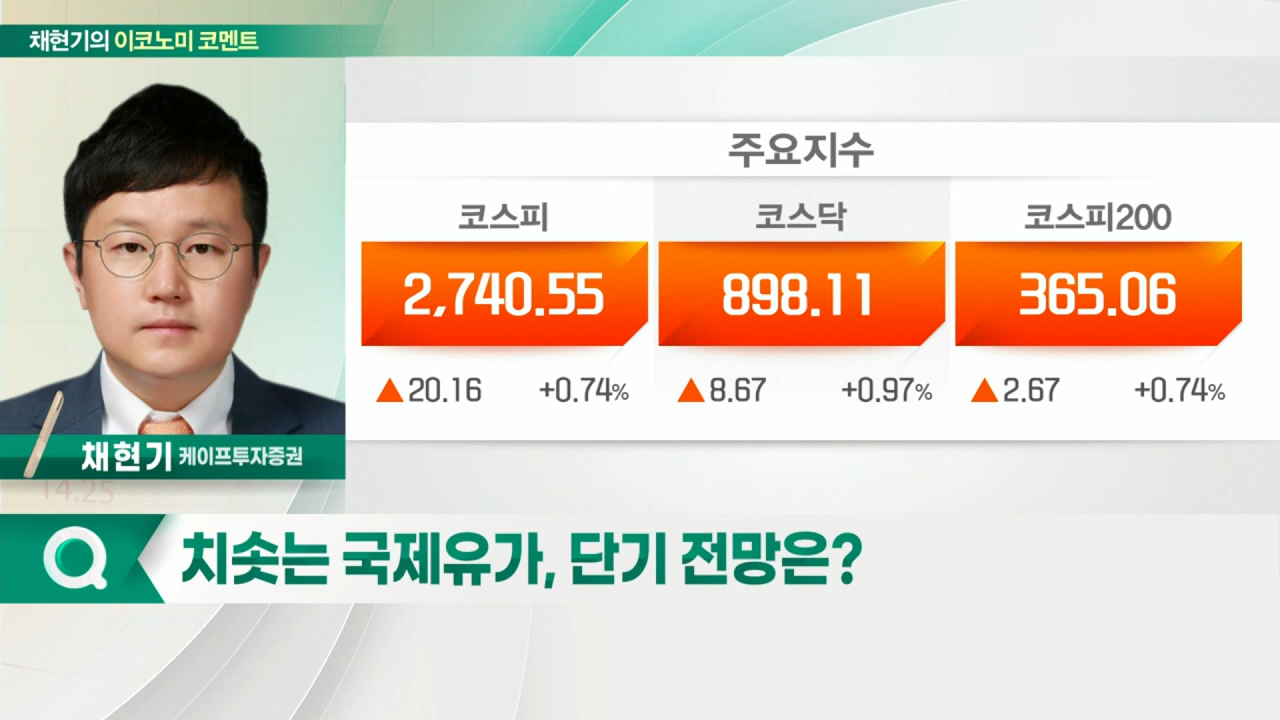 채현기의 이코노미 코멘트
주요지수
코스피 코스닥 코스피200
2,740.55 898.11 365.06
▲20.16 +0.74% ▲8.67 +0.97% ▲2.67 +0.74%
채현기 케이프투자증권
14.25
Q 치솟는 국제유가, 단기 전망은?